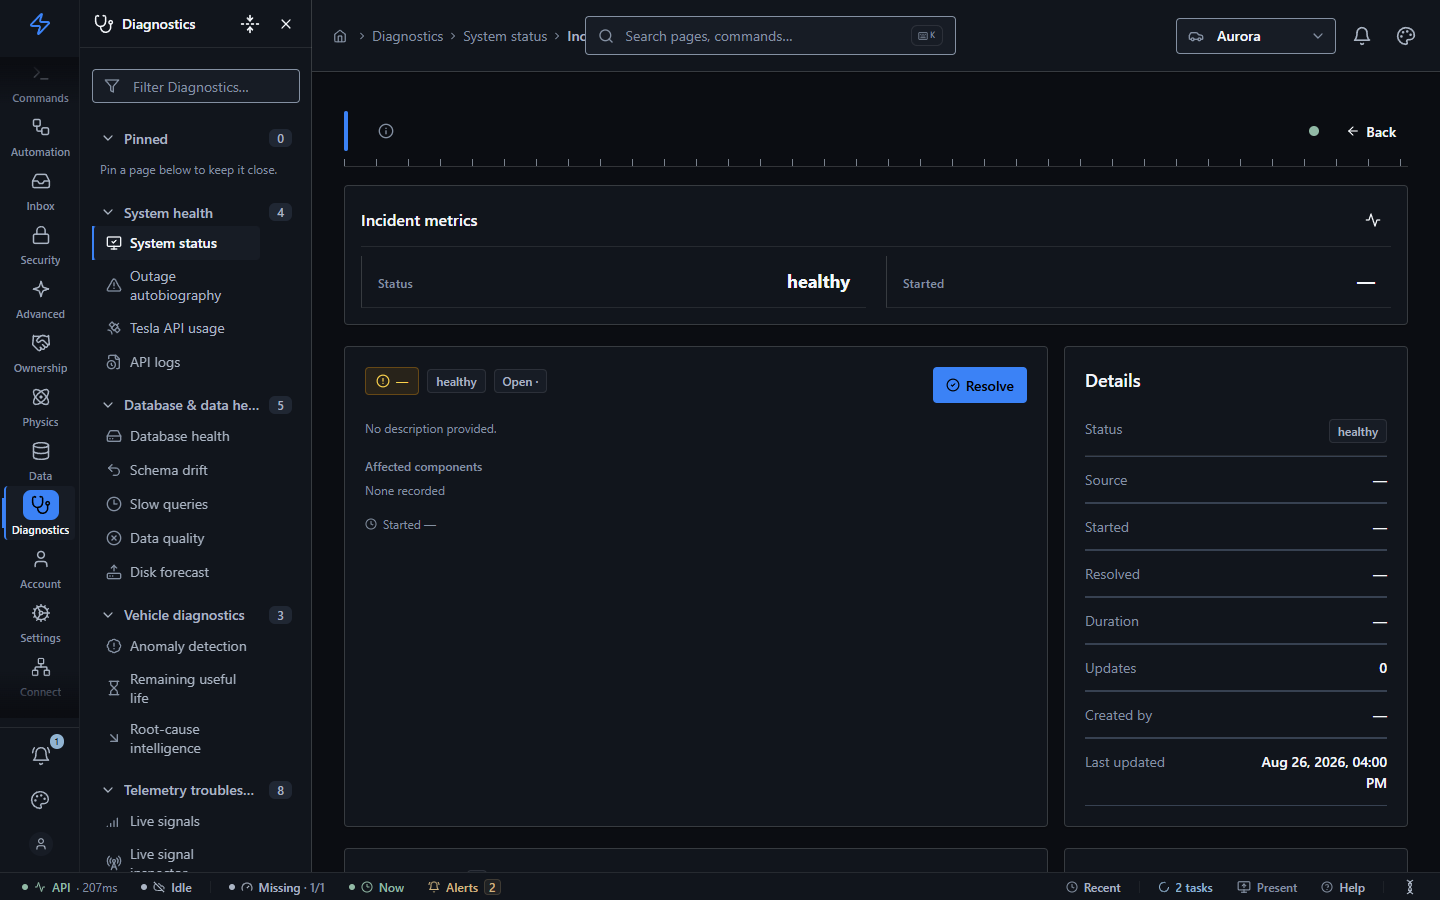 Diagnostics
Diagnostics
System status
Inc
Search pages, commands...
K
Aurora
Commands
Automation
Inbox
Security
Advanced
Ownership
Physics
Data
Diagnostics
Account
Settings
Connect
1
Filter Diagnostics...
Pinned
0
Pin a page below to keep it close.
System health
4
System status
Outage
autobiography
Tesla API usage
API logs
Database & data he...
5
Database health
Schema drift
Slow queries
Data quality
Disk forecast
Vehicle diagnostics
3
Anomaly detection
Remaining useful
life
Root-cause
intelligence
Telemetry troubles...
8
Live signals
Live signal
Back
Incident metrics
Status
healthy
Started
—
—
healthy
Open ·
Resolve
No description provided.
Affected components
None recorded
Started —
Details
Status
healthy
Source
—
Started
—
Resolved
—
Duration
—
Updates
0
Created by
—
Last updated
Aug 26, 2026, 04:00
PM
API · 207ms
Idle
Missing · 1/1
Now
Alerts 2
Recent
2 tasks
Present
Help